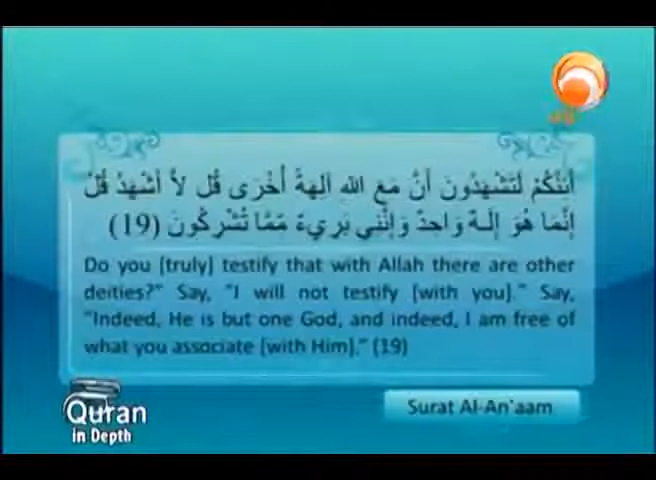 أَئِنَّكُمْ لَتَشْهَدُونَ أَنَّ مَعَ اللّهِ آلِهَةً أُخْرَى قُل لاَّ أَشْهَدُ قُلْ
إِنَّمَا هُوَ إِلَهٌ وَاحِدٌ وَإِنَّنِي بَرِيءٌ مِّمَّا تُشْرِكُونَ (19)
Do you [truly] testify that with Allah there are other
deities?" Say, "I will not testify [with you]." Say,
"Indeed, He is but one God, and indeed, I am free of
what you associate [with Him]." (19)
Surat Al-An`aam
Quran
in Depth